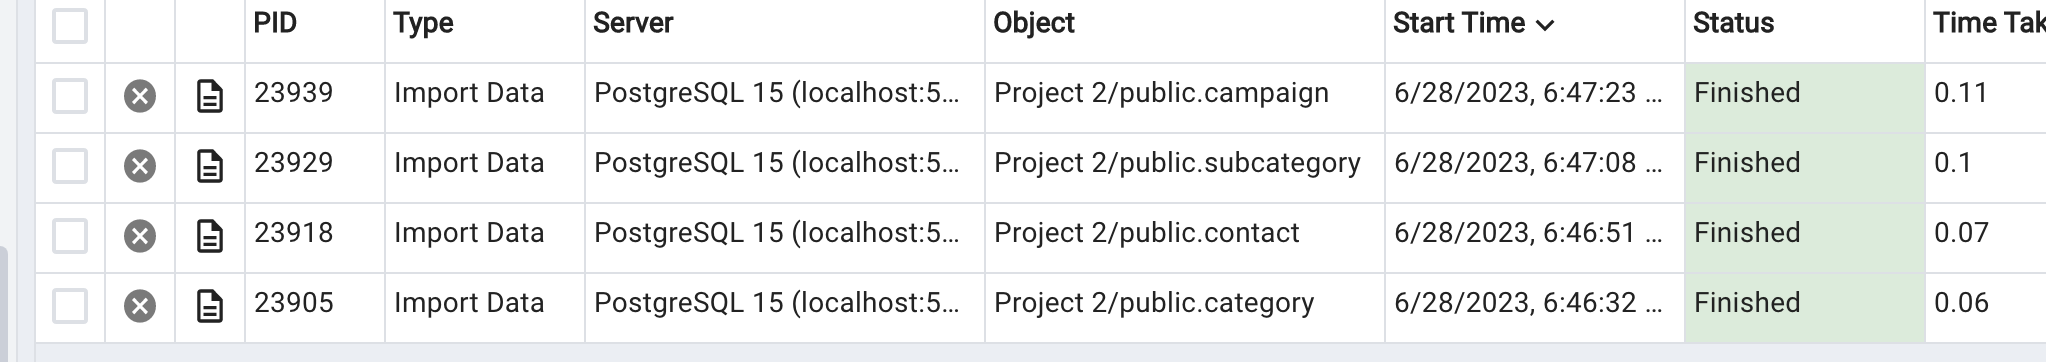 PID Type Server Object Start Time Status Time Tak
23939 Import Data PostgreSQL 15 (localhost:5... Project 2/public.campaign 6/28/2023, 6:47:23 ... Finished 0.11
23929 Import Data PostgreSQL 15 (localhost:5... Project 2/public.subcategory 6/28/2023, 6:47:08 ... Finished 0.1
23918 Import Data PostgreSQL 15 (localhost:5... Project 2/public.contact 6/28/2023, 6:46:51 ... Finished 0.07
23905 Import Data PostgreSQL 15 (localhost:5... Project 2/public.category 6/28/2023, 6:46:32 ... Finished 0.06